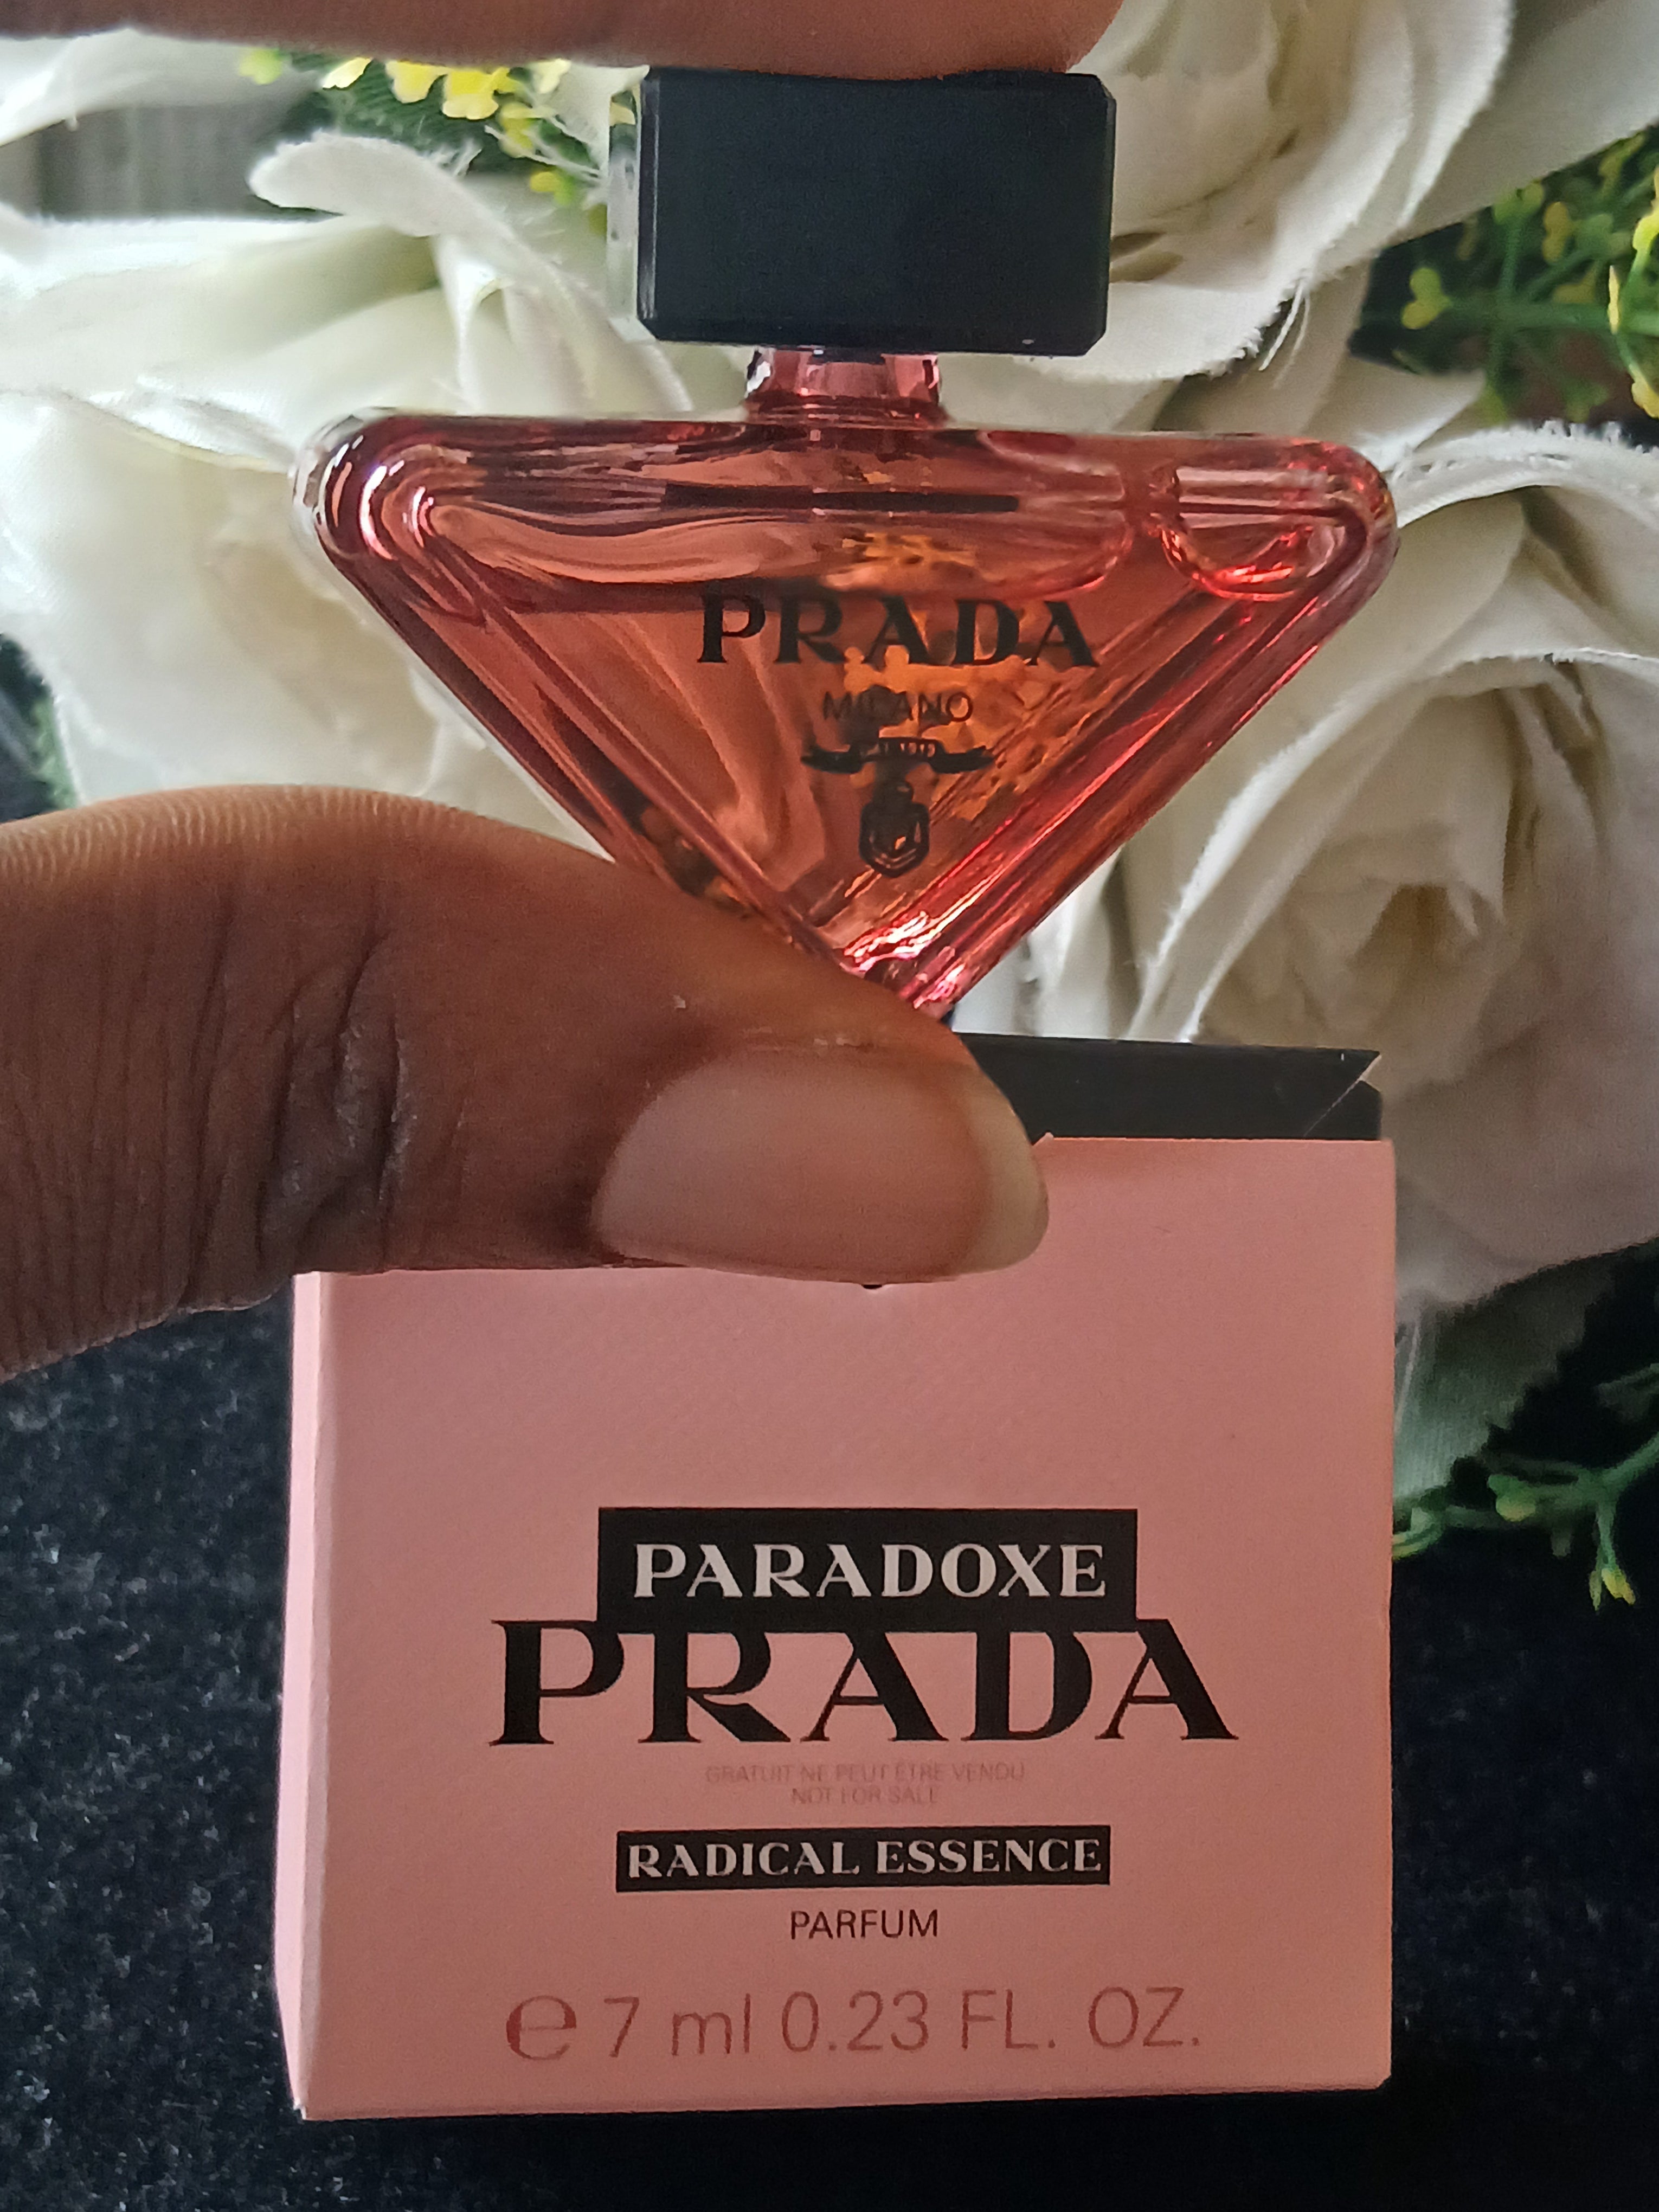 PRADA
MILANO
PARADOXE
PRADA
GRATUIT NE PEUT ÊTRE VENDU
NOT FOR SALE
RADICAL ESSENCE
PARFUM
℮ 7 ml 0.23 FL. OZ.